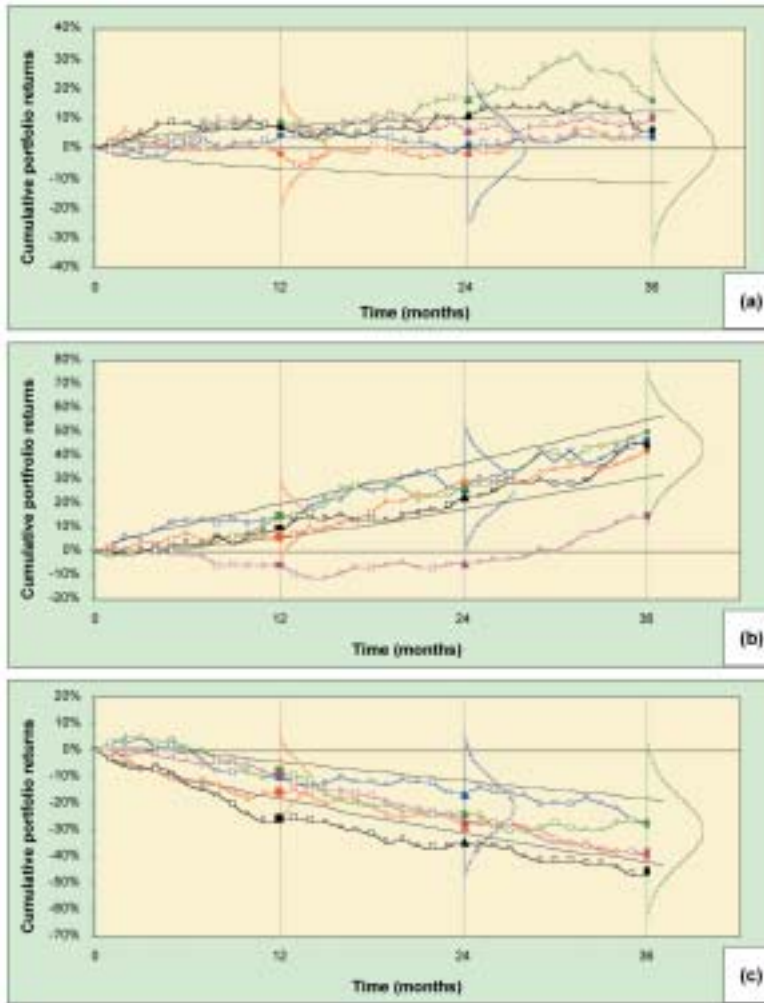 Cumulative portfolio returns
40%
30%
20%
10%
0%
-10%
-20%
-30%
-40%
0 12 24 36
Time (months)
(a)
Cumulative portfrolio returns
80%
70%
60%
50%
40%
30%
20%
10%
0%
-10%
-20%
0 12 24 36
Time (months)
(b)
Cumulative portfolio returns
20%
10%
0%
-10%
-20%
-30%
-40%
-50%
-60%
-70%
0 12 24 36
Time (months)
(c)